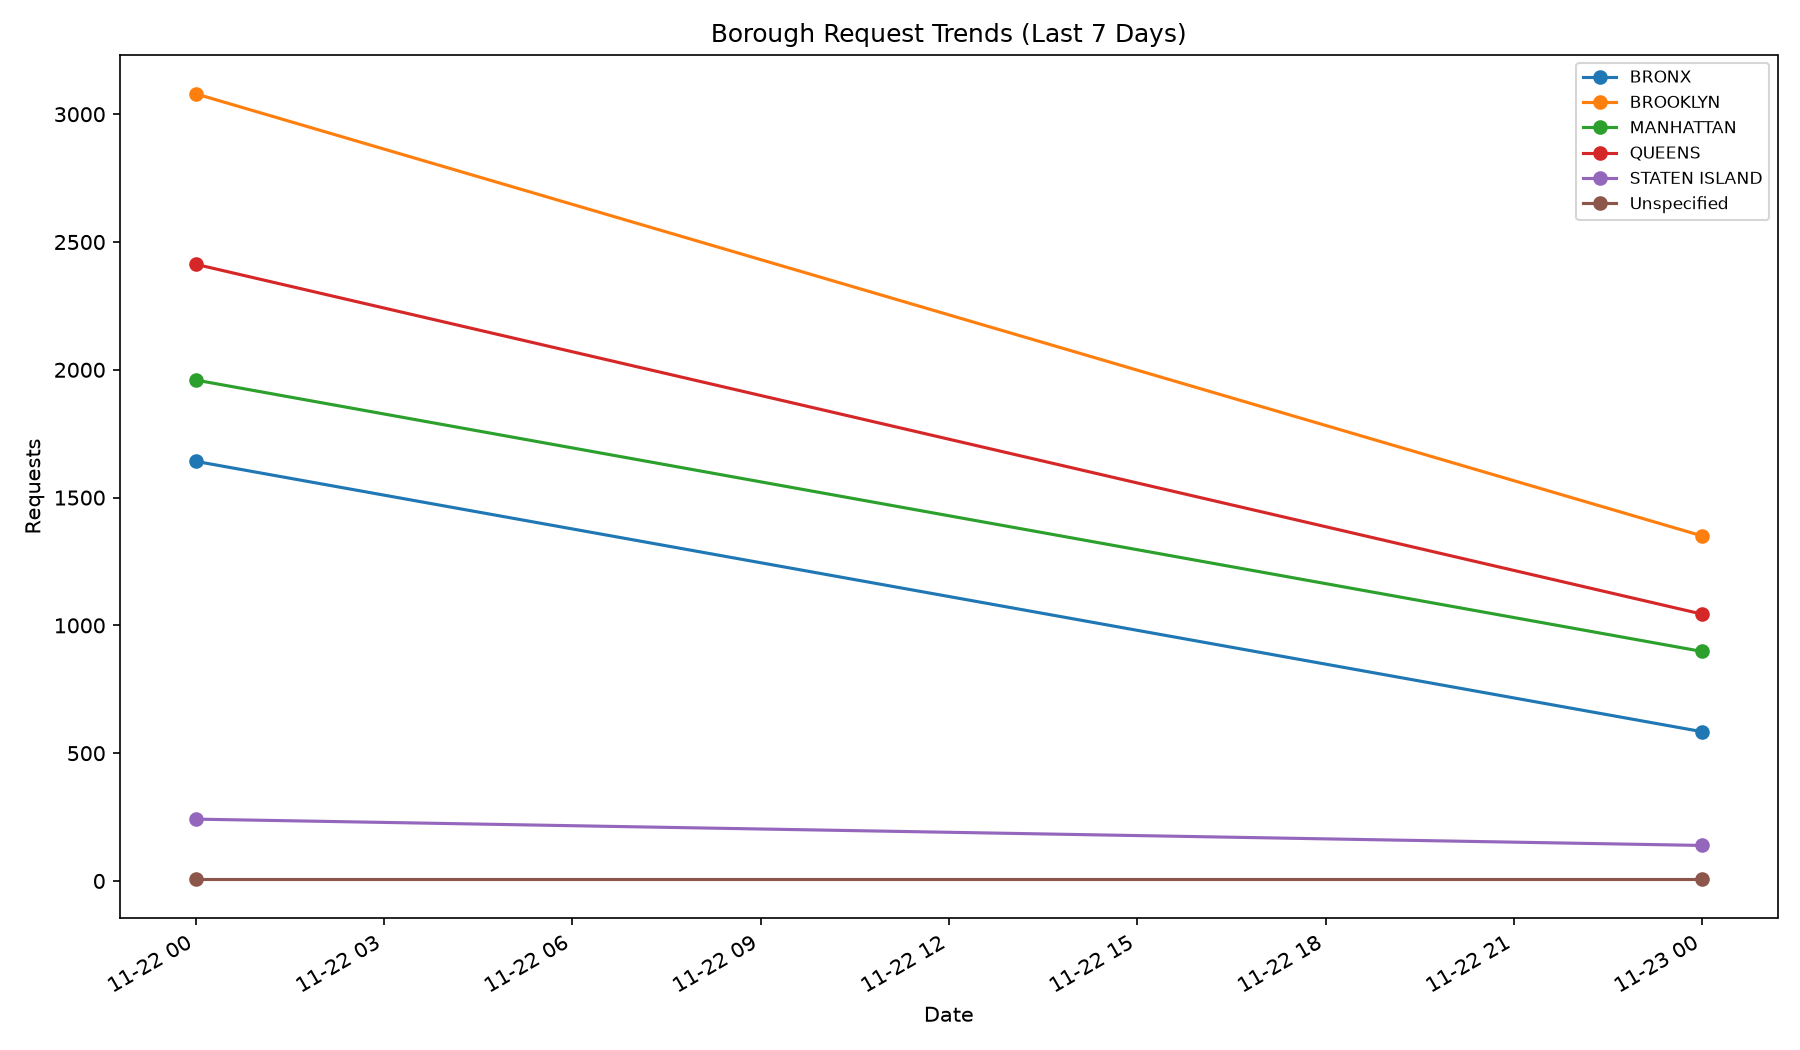 Borough Request Trends (Last 7 Days)
BRONX
BROOKLYN
MANHATTAN
QUEENS
STATEN ISLAND
Unspecified
Requests
3000
2500
2000
1500
1000
500
0
11-22 00
11-22 03
11-22 06
11-22 09
11-22 12
11-22 15
11-22 18
11-22 21
11-23 00
Date